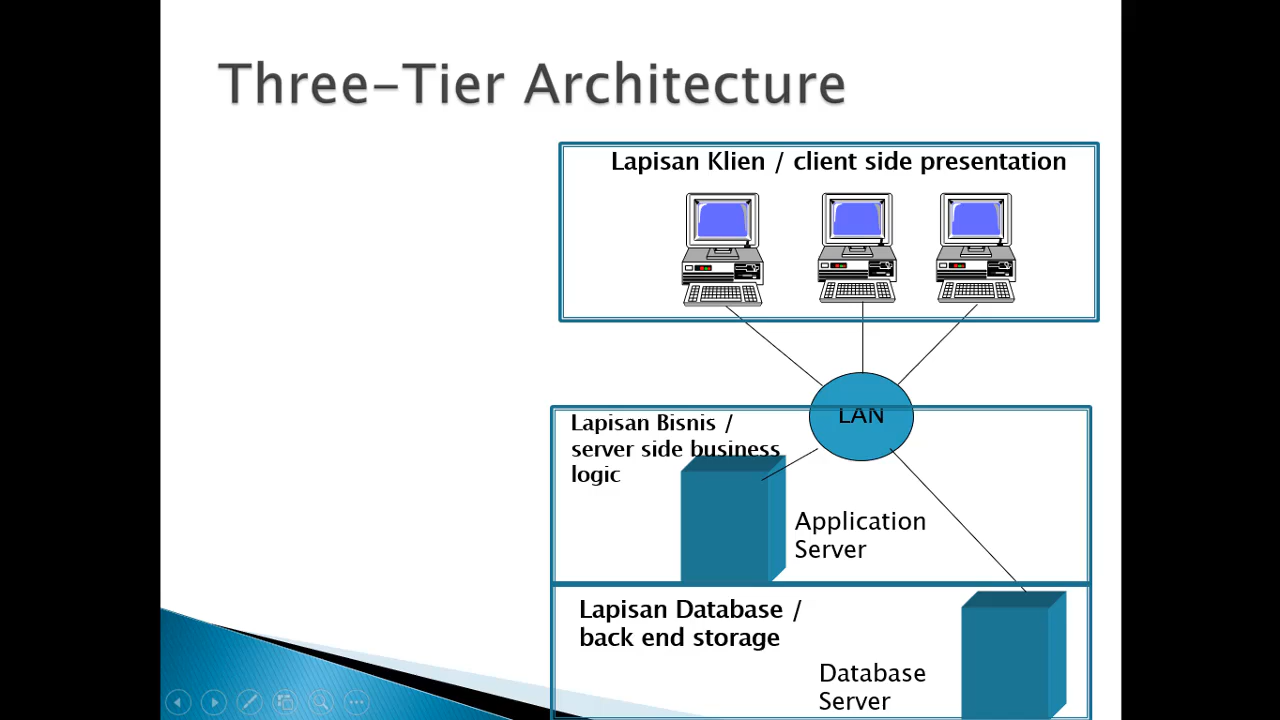 Three-Tier Architecture
Lapisan Klien / client side presentation
LAN
Lapisan Bisnis /
server side business
logic
Application
Server
Lapisan Database /
back end storage
Database
Server